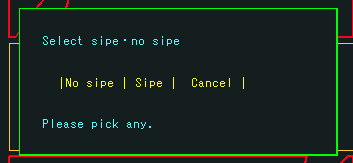 Select sipe・no sipe
|No sipe | Sipe |  Cancel |
Please pick any.